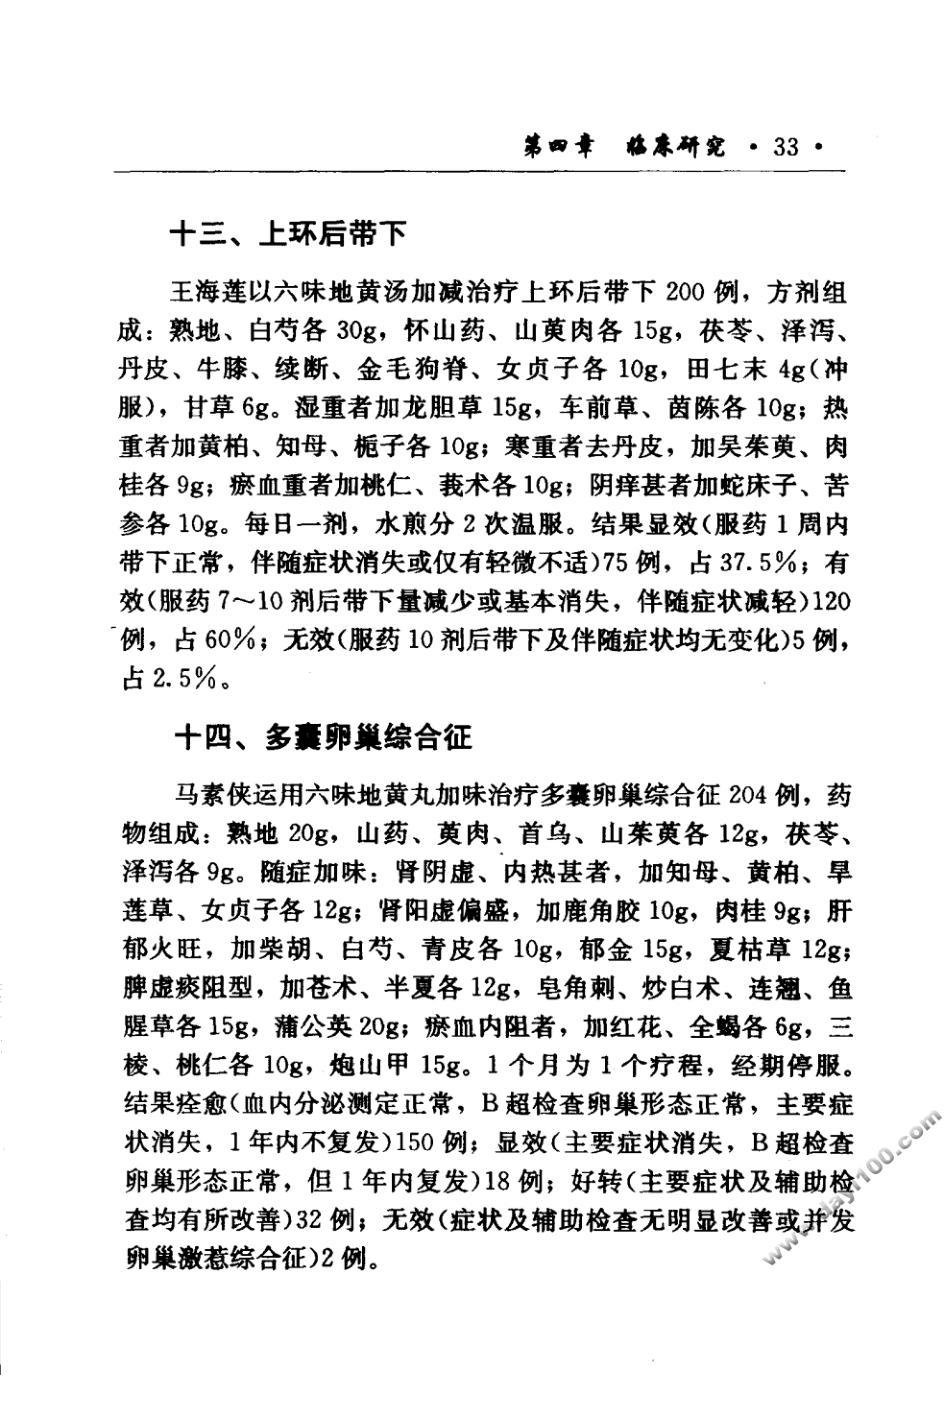 第四章 临床研究 · 33 ·
十三、上环后带下
王海莲以六味地黄汤加减治疗上环后带下 200 例，方剂组
成：熟地、白芍各 30g，怀山药、山萸肉各 15g，茯苓、泽泻、
丹皮、牛膝、续断、金毛狗脊、女贞子各 10g，田七末 4g(冲
服)，甘草 6g。湿重者加龙胆草 15g，车前草、茵陈各 10g；热
重者加黄柏、知母、栀子各 10g；寒重者去丹皮，加吴茱萸、肉
桂各 9g；瘀血重者加桃仁、莪术各 10g；阴痒甚者加蛇床子、苦
参各 10g。每日一剂，水煎分 2 次温服。结果显效(服药 1 周内
带下正常，伴随症状消失或仅有轻微不适)75 例，占 37.5%；有
效(服药 7～10 剂后带下量减少或基本消失，伴随症状减轻)120
例，占 60%；无效(服药 10 剂后带下及伴随症状均无变化)5 例，
占 2.5%。
十四、多囊卵巢综合征
马素侠运用六味地黄丸加味治疗多囊卵巢综合征 204 例，药
物组成：熟地 20g，山药、萸肉、首乌、山茱萸各 12g，茯苓、
泽泻各 9g。随症加味：肾阴虚、内热甚者，加知母、黄柏、旱
莲草、女贞子各 12g；肾阳虚偏盛，加鹿角胶 10g，肉桂 9g；肝
郁火旺，加柴胡、白芍、青皮各 10g，郁金 15g，夏枯草 12g；
脾虚痰阻型，加苍术、半夏各 12g，皂角刺、炒白术、连翘、鱼
腥草各 15g，蒲公英 20g；瘀血内阻者，加红花、全蝎各 6g，三
棱、桃仁各 10g，炮山甲 15g。1 个月为 1 个疗程，经期停服。
结果痊愈(血内分泌测定正常，B 超检查卵巢形态正常，主要症
状消失，1 年内不复发)150 例；显效(主要症状消失，B 超检查
卵巢形态正常，但 1 年内复发)18 例；好转(主要症状及辅助检
查均有所改善)32 例；无效(症状及辅助检查无明显改善或并发
卵巢激惹综合征)2 例。
www.dayi100.com